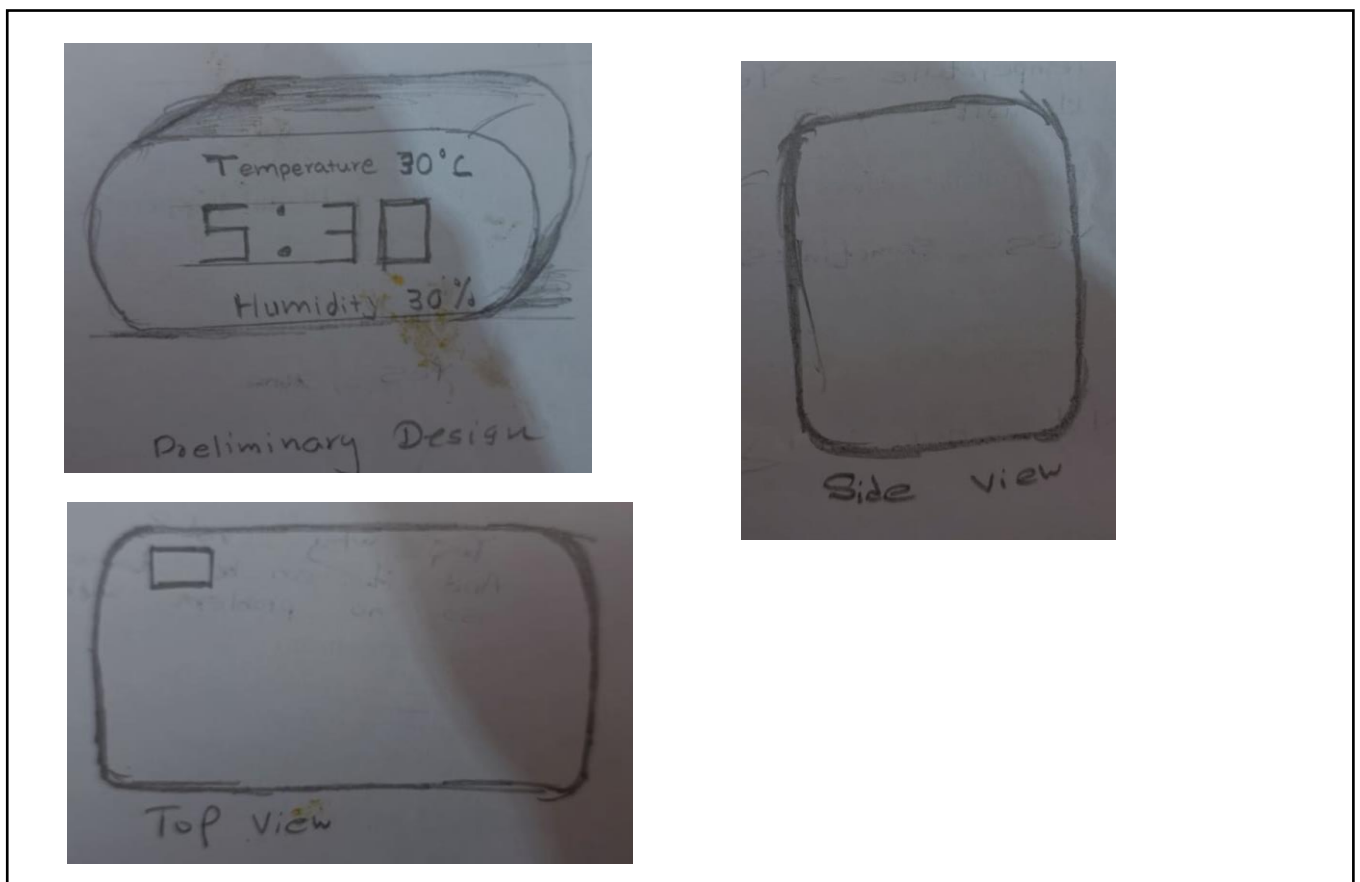 Temperature 30°C
5:30
Humidity 30%
Preliminary Design
Side View
Top View